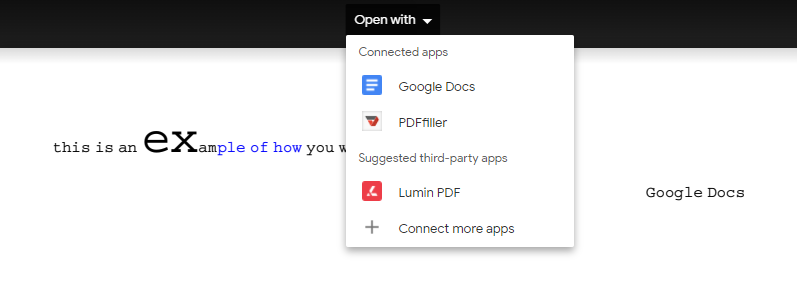 Open with
Connected apps
Google Docs
PDFfiller
this is an example of how you w
Suggested third-party apps
Lumin PDF
Google Docs
Connect more apps